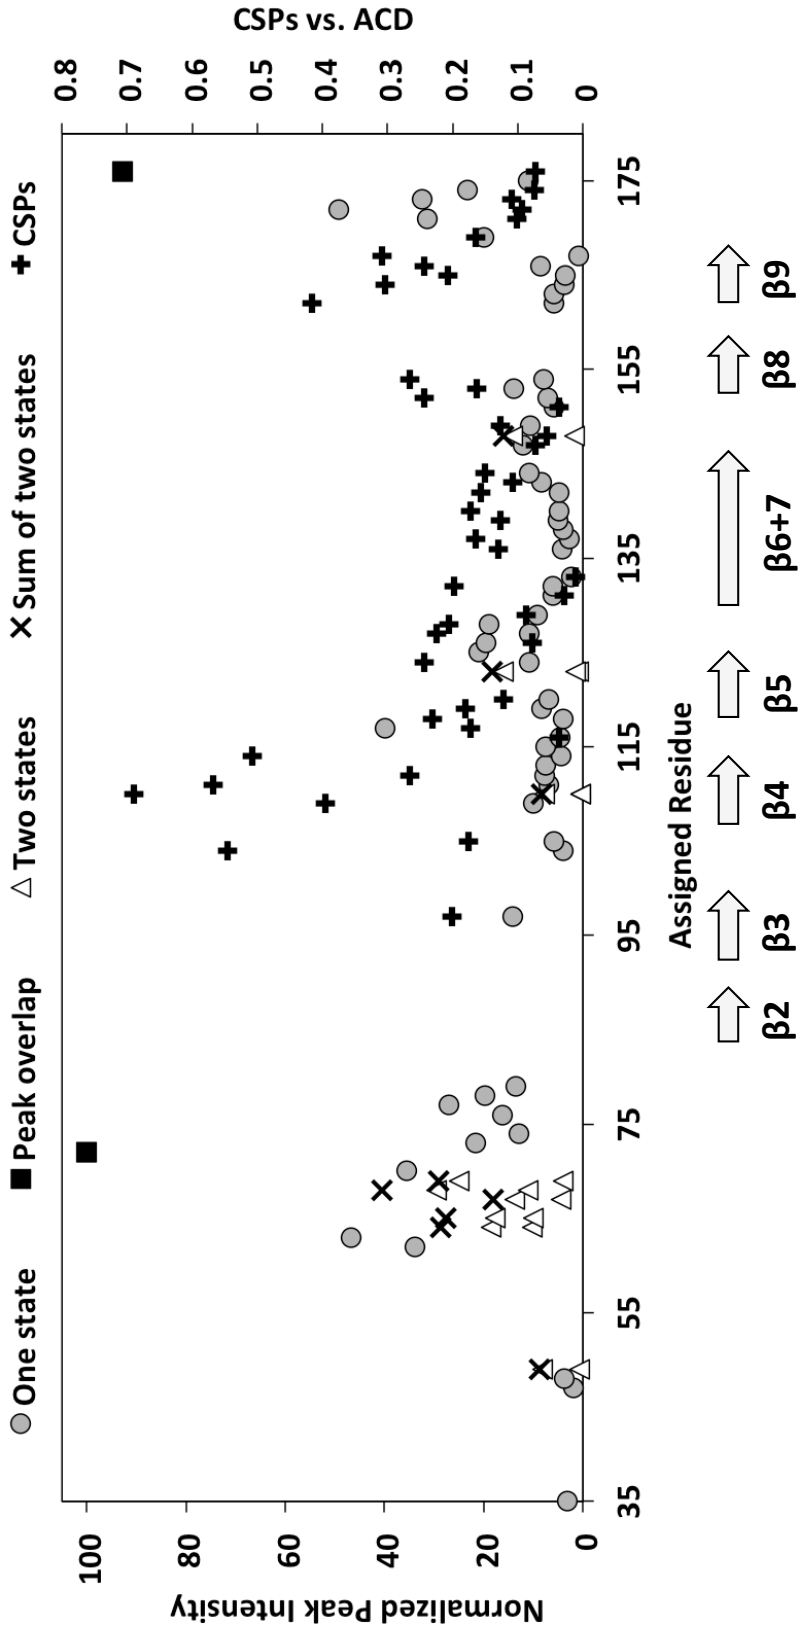 One state
Peak overlap
Two states
Sum of two states
CSPs
Normalized Peak Intensity
100
80
60
40
20
0
CSPs vs. ACD
0.8
0.7
0.6
0.5
0.4
0.3
0.2
0.1
0
35
55
75
95
115
135
155
175
Assigned Residue
β2
β3
β4
β5
β6+7
β8
β9